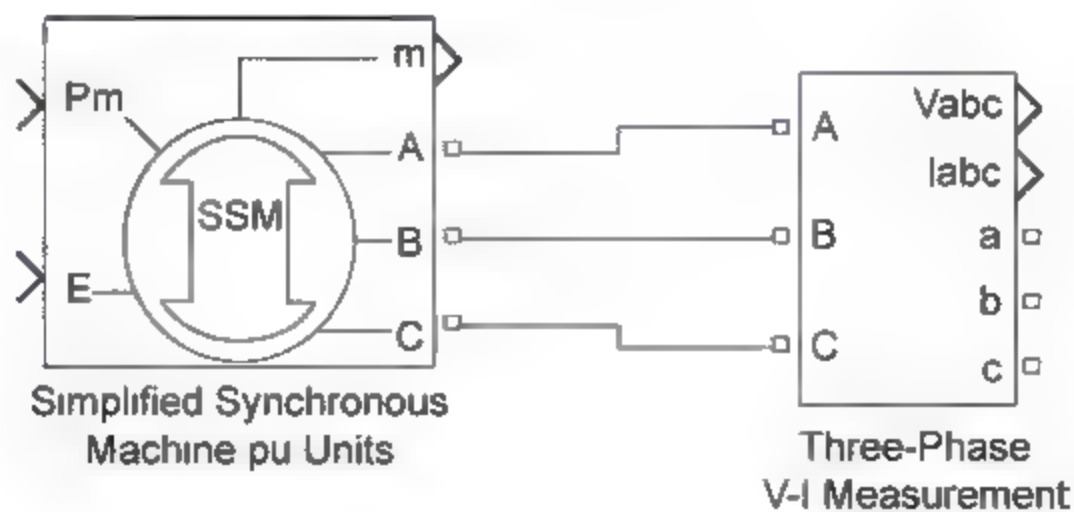 m
Pm
A
SSM
B
E
C
Simplified Synchronous
Machine pu Units
Vabc
A
Iabc
B
a
b
C
c
Three-Phase
V-I Measurement